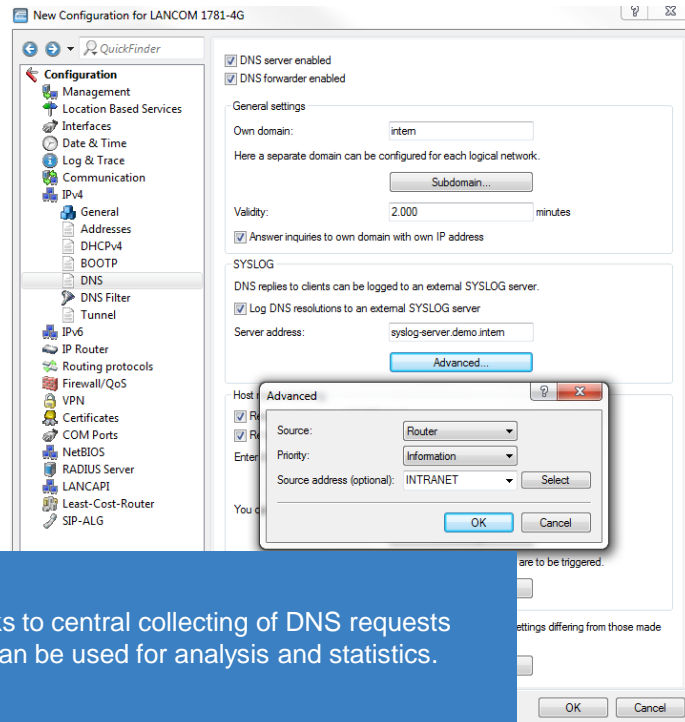 New Configuration for LANCOM 1781-4G
QuickFinder
Configuration
Management
Location Based Services
Interfaces
Date & Time
Log & Trace
Communication
IPv4
General
Addresses
DHCPv4
BOOTP
DNS
DNS Filter
Tunnel
IPv6
IP Router
Routing protocols
Firewall/QoS
VPN
Certificates
COM Ports
NetBIOS
RADIUS Server
LANCAPI
Least-Cost-Router
SIP-ALG
DNS server enabled
DNS forwarder enabled
General settings
Own domain: intern
Here a separate domain can be configured for each logical network.
Subdomain...
Validity: 2.000 minutes
Answer inquiries to own domain with own IP address
SYSLOG
DNS replies to clients can be logged to an external SYSLOG server.
Log DNS resolutions to an external SYSLOG server
Server address: syslog-server.demo.intern
Advanced...
Host
Re
Re
Enter
You c
Advanced
Source: Router
Priority: Information
Source address (optional): INTRANET Select
OK Cancel
are to be triggered.
ettings differing from those made
ks to central collecting of DNS requests
an be used for analysis and statistics.
OK Cancel